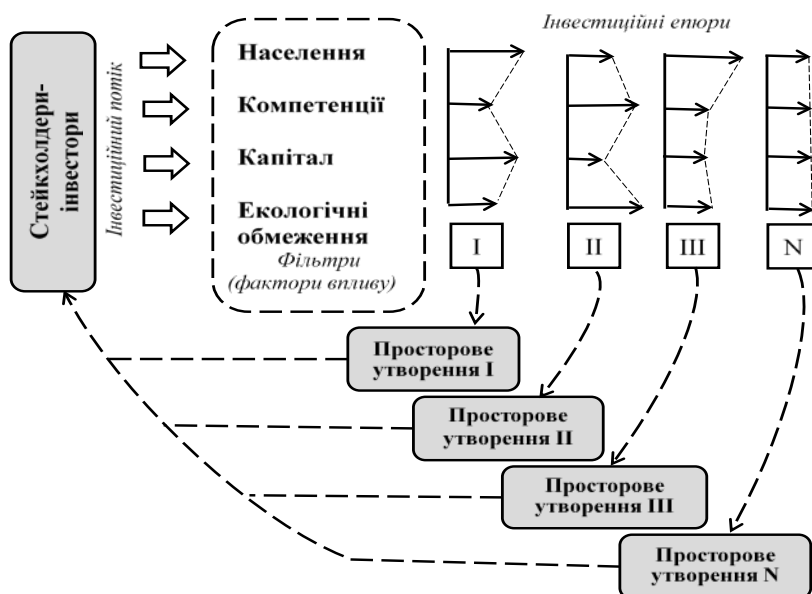 Інвестиційні епюри
Стейкхолдери-
інвестори
Інвестиційний потік
Населення
Компетенції
Капітал
Екологічні
обмеження
Фільтри
(фактори впливу)
I
II
III
N
Просторове
утворення I
Просторове
утворення II
Просторове
утворення III
Просторове
утворення N